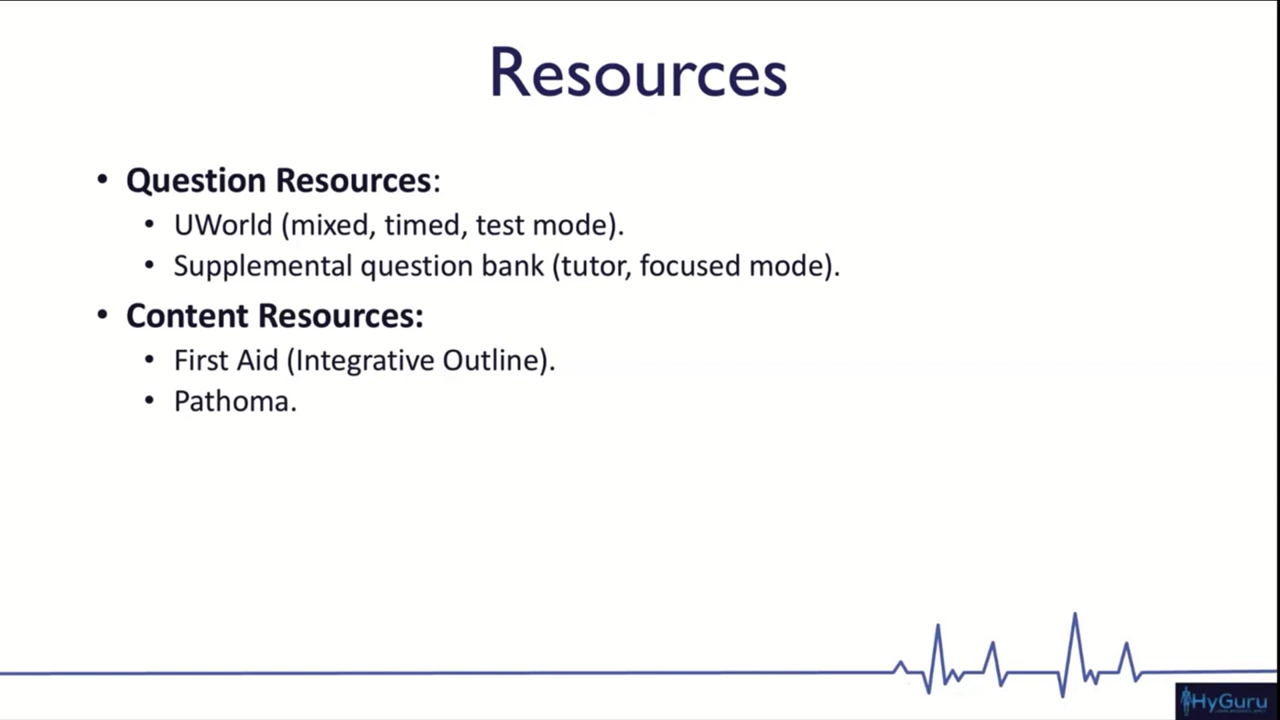 Resources
• Question Resources:
• UWorld (mixed, timed, test mode).
• Supplemental question bank (tutor, focused mode).
• Content Resources:
• First Aid (Integrative Outline).
• Pathoma.
HyGuru